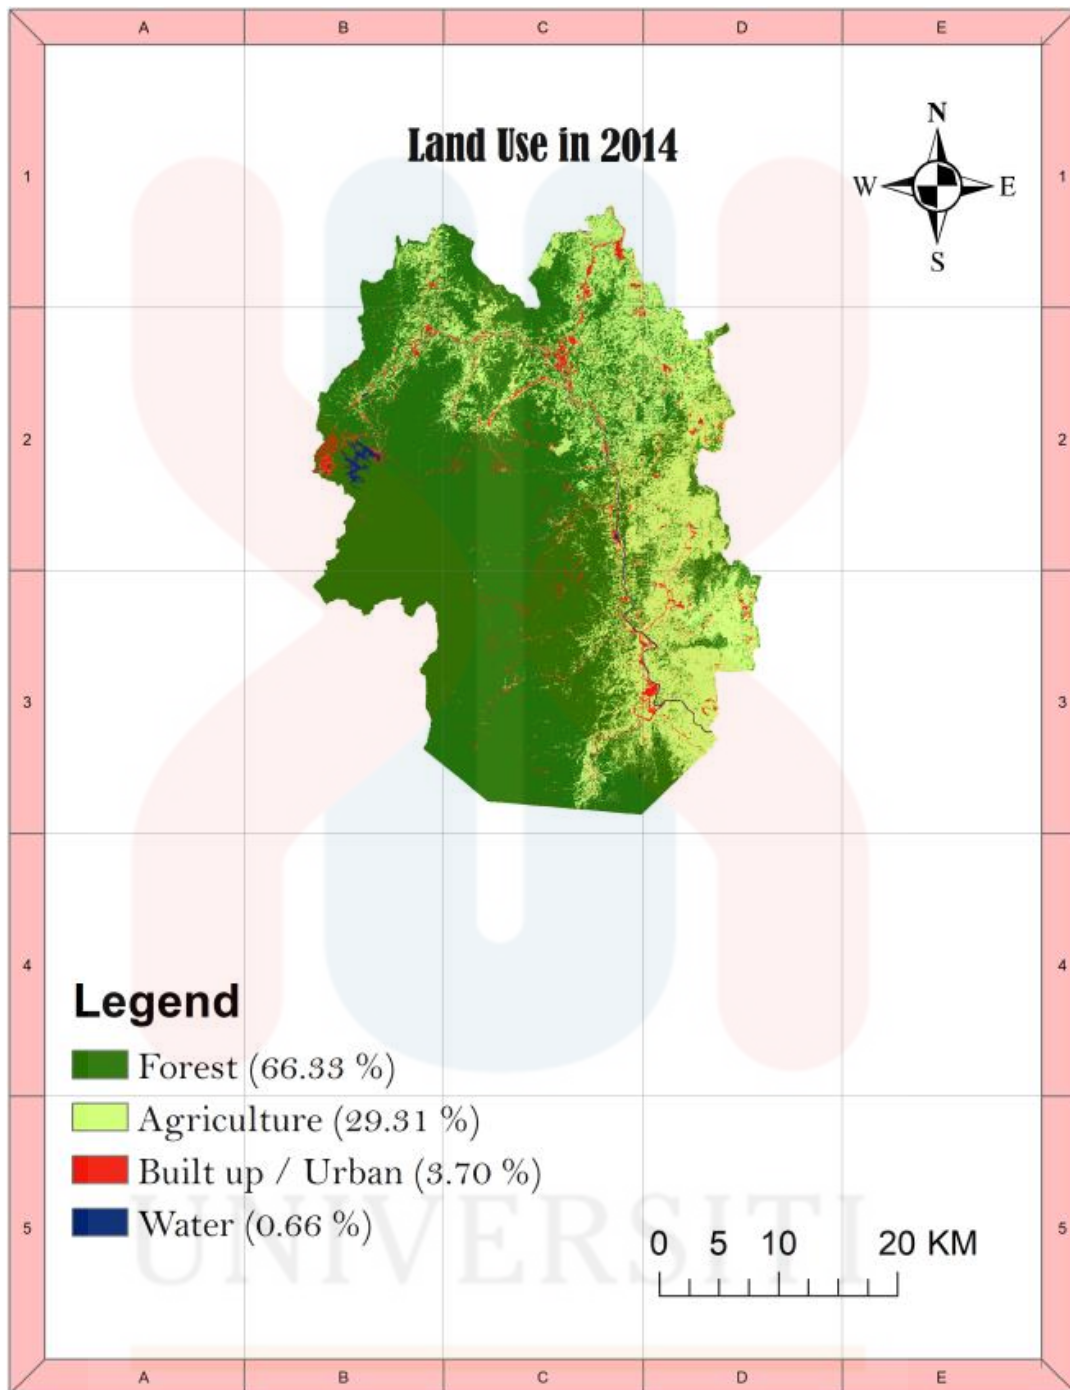 A B C D E
Land Use in 2014
N
W E
S
1 1
2 2
3 3
4 4
Legend
Forest (66.33 %)
Agriculture (29.31 %)
Built up / Urban (3.70 %)
Water (0.66 %)
5 5
UNIVERSITI
0 5 10 20 KM
A B C D E